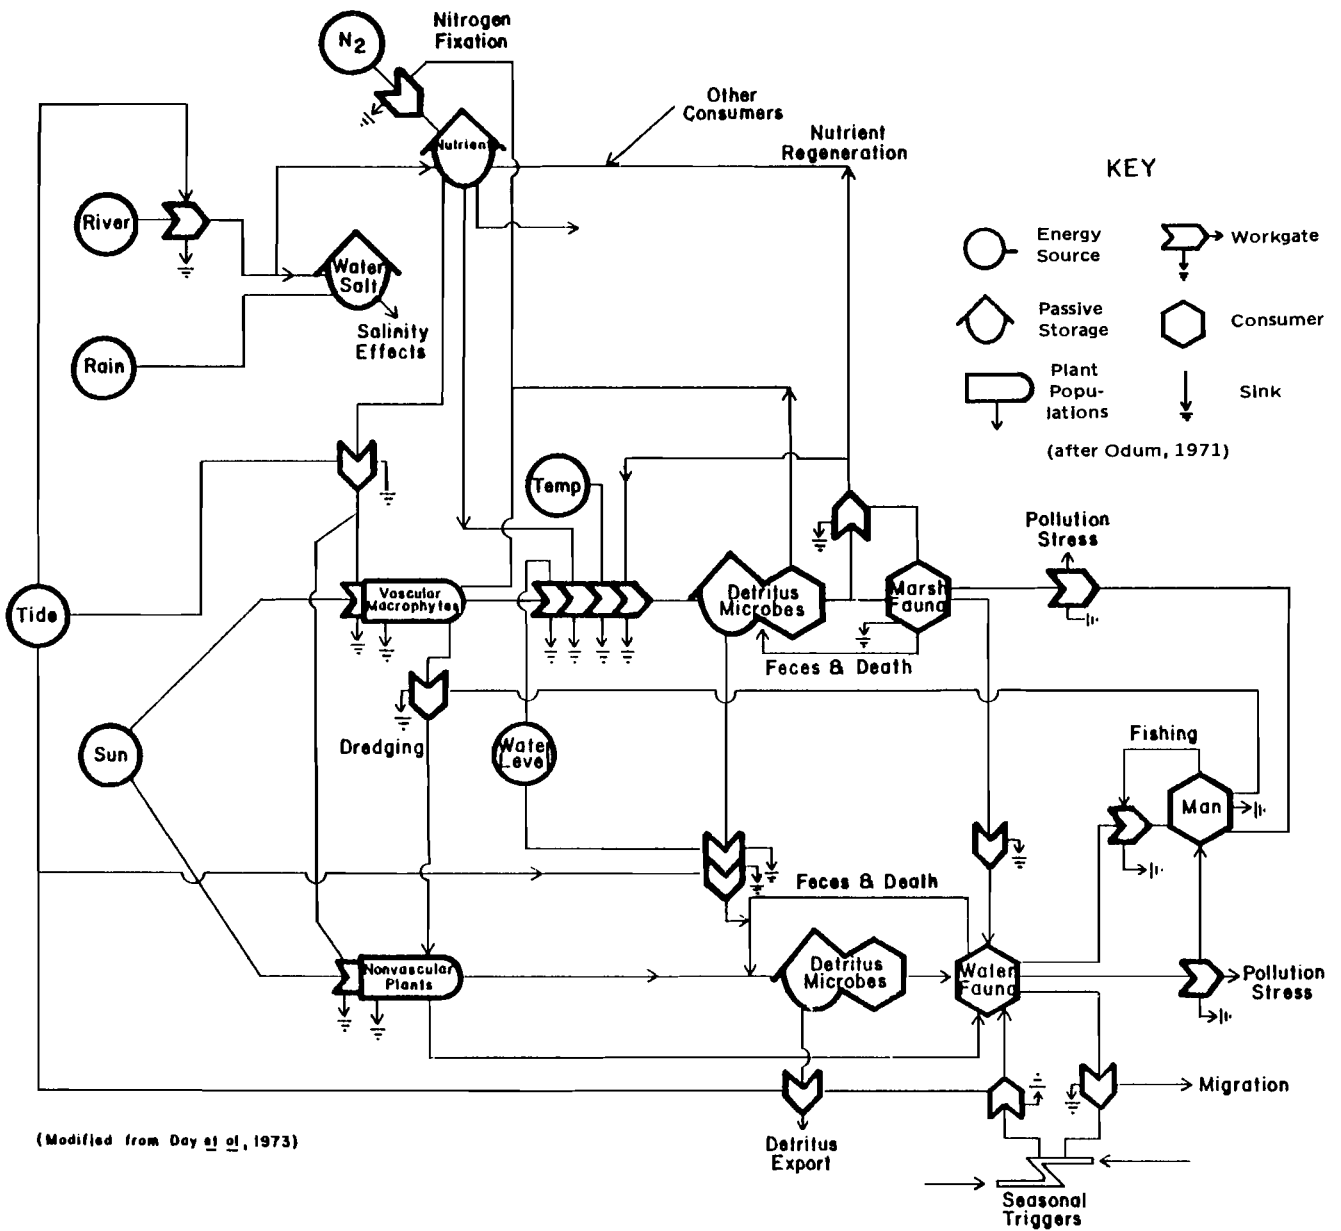 N2
Nitrogen
Fixation
Nutrient
Other
Consumers
Nutrient
Regeneration
River
Water
Salt
Salinity
Effects
Rain
KEY
Energy
Source
Workgate
Passive
Storage
Consumer
Plant
Popu-
lations
Sink
(after Odum, 1971)
Temp
Pollution
Stress
Tide
Vascular
Macrophytes
Detritus
Microbes
Marsh
Fauna
Feces & Death
Sun
Dredging
Water
Level
Fishing
Man
Feces & Death
Nonvascular
Plants
Detritus
Microbes
Water
Fauna
Pollution
Stress
Migration
(Modified from Day et al, 1973)
Detritus
Export
Seasonal
Triggers